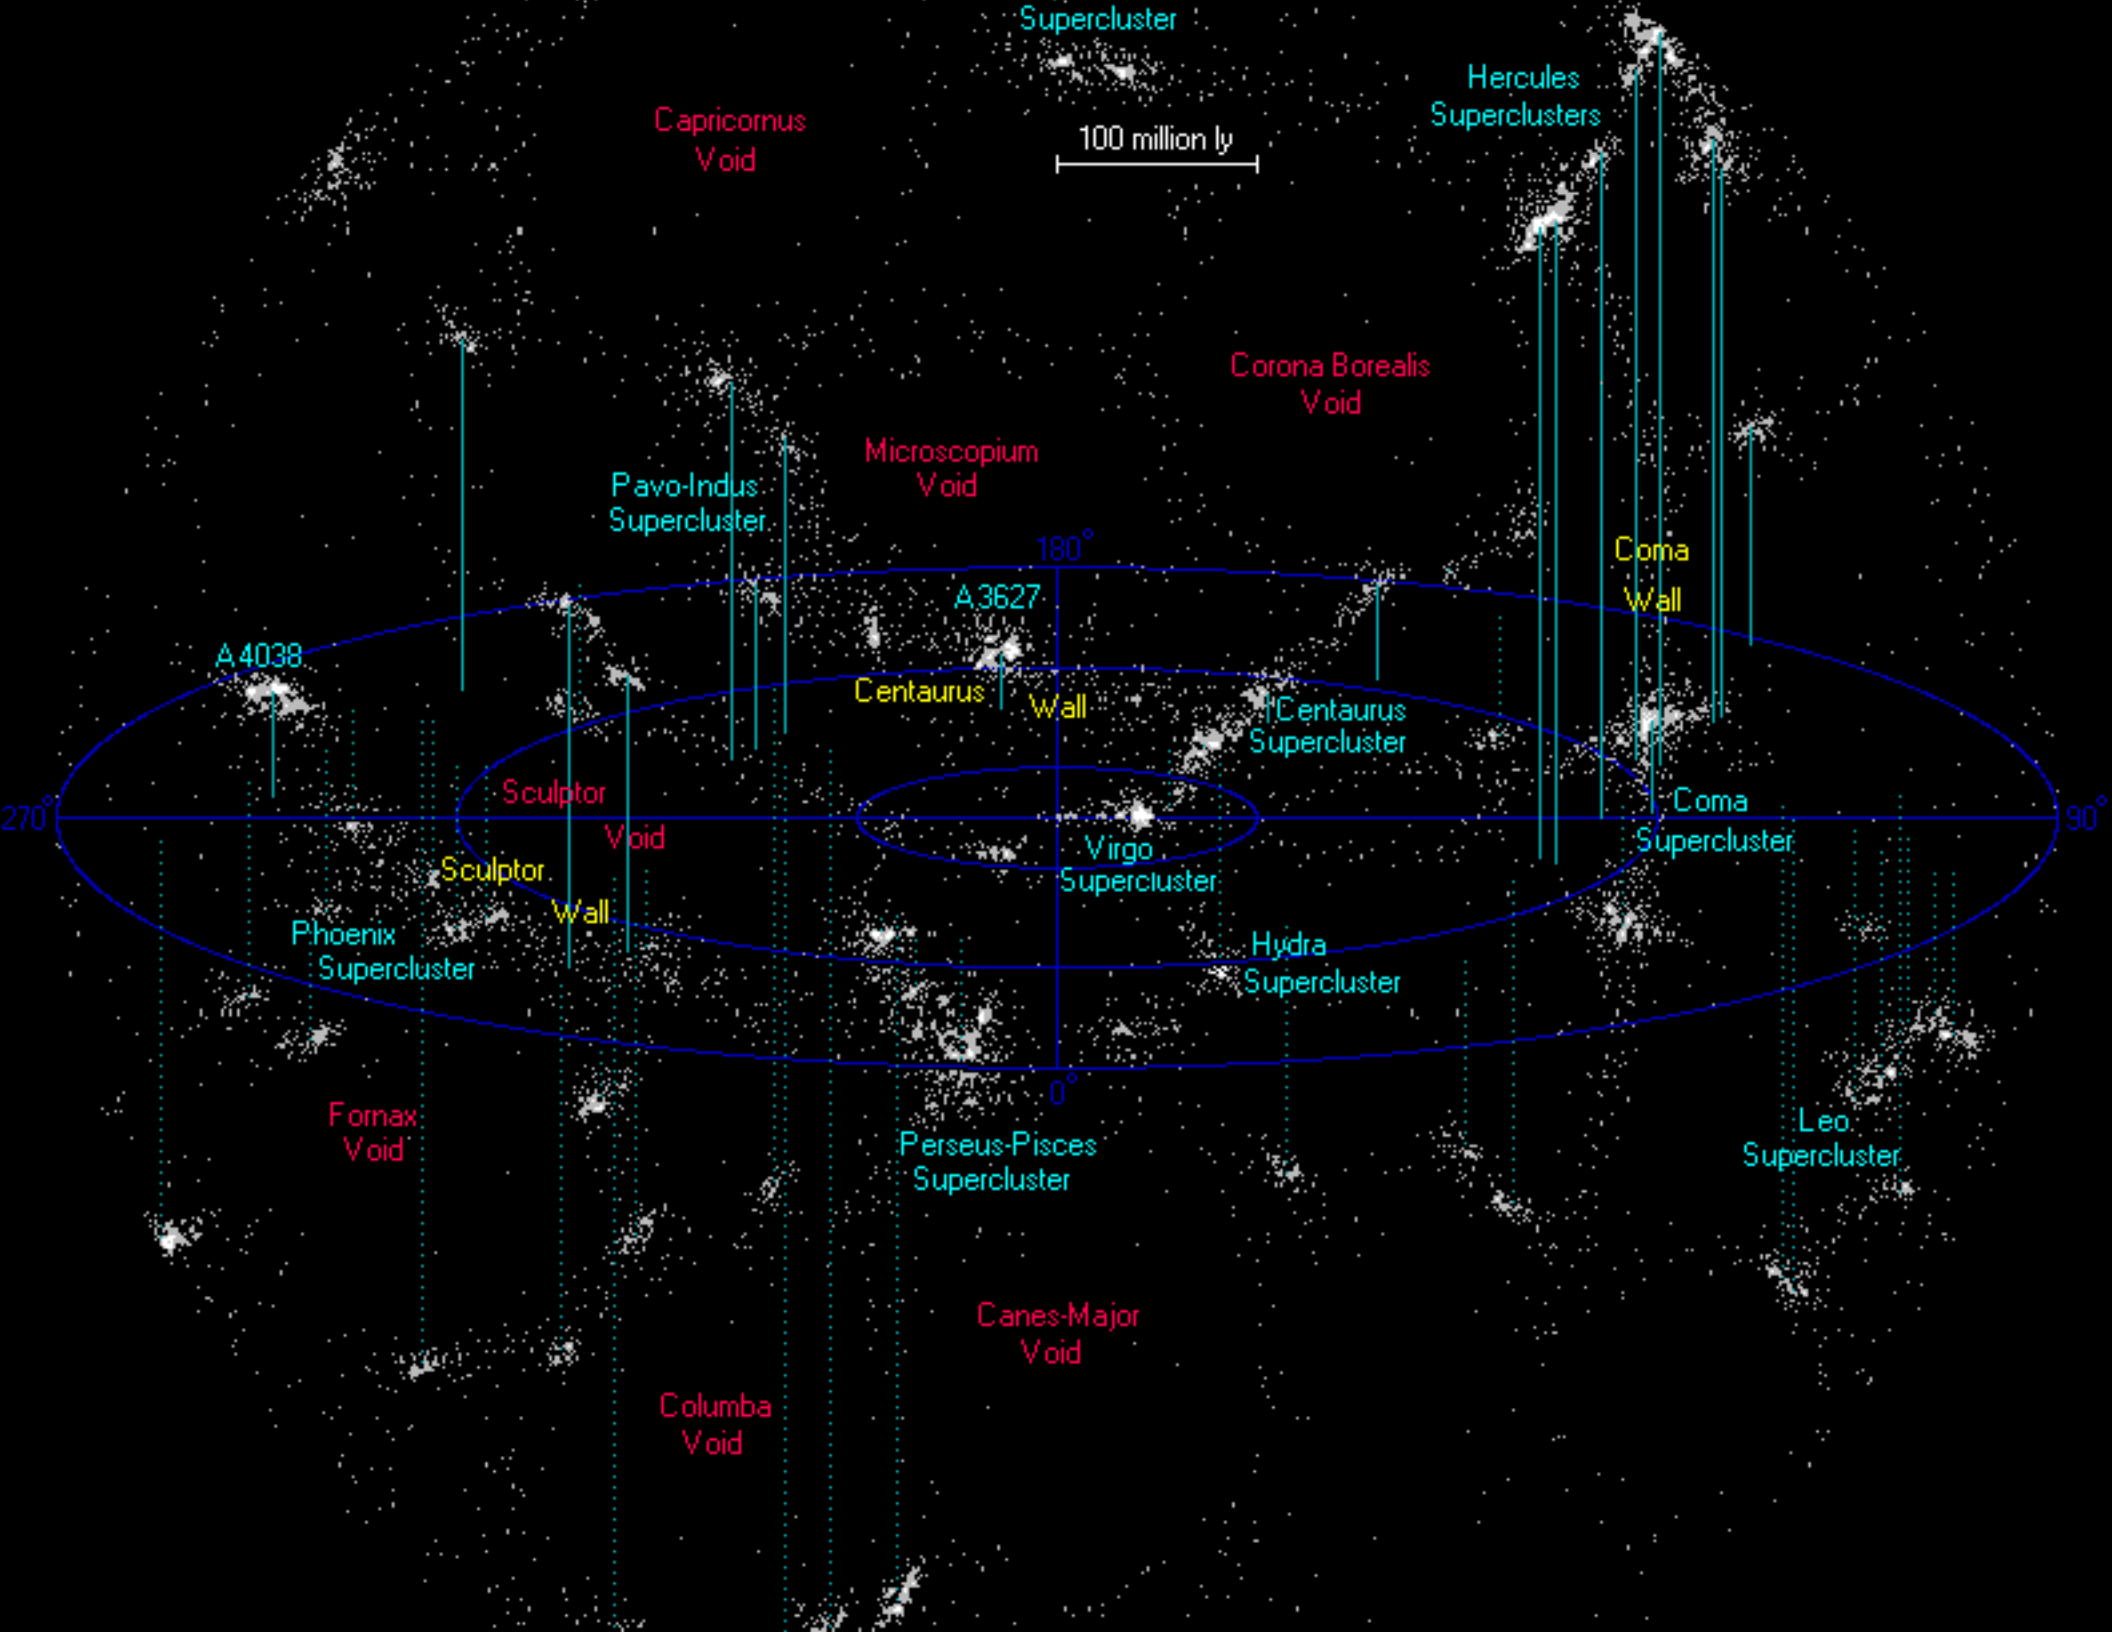 Supercluster
Hercules
Superclusters
Capricornus
Void
100 million ly
Corona Borealis
Void
Microscopium
Void
Pavo-Indus
Supercluster
180°
Coma
Wall
A3627
A4038
Centaurus
Wall
Centaurus
Supercluster
Sculptor
Void
270°
90°
Coma
Supercluster
Virgo
Supercluster
Sculptor
Wall
Phoenix
Supercluster
Hydra
Supercluster
0°
Fornax
Void
Perseus-Pisces
Supercluster
Leo
Supercluster
Canes-Major
Void
Columba
Void